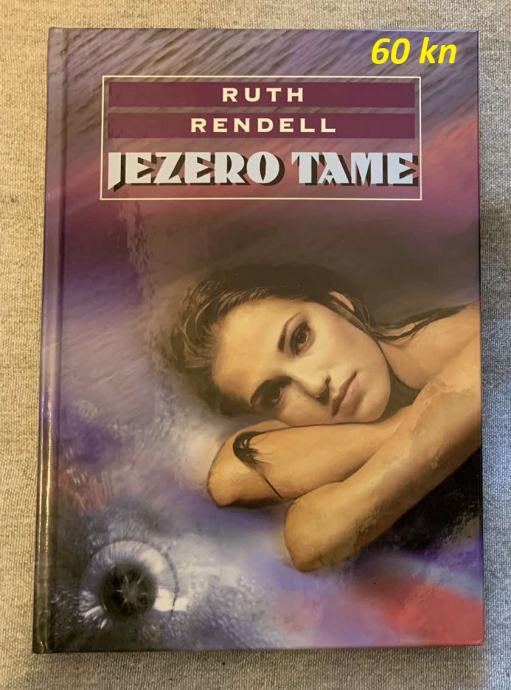 60 kn
RUTH
RENDELL
JEZERO TAME